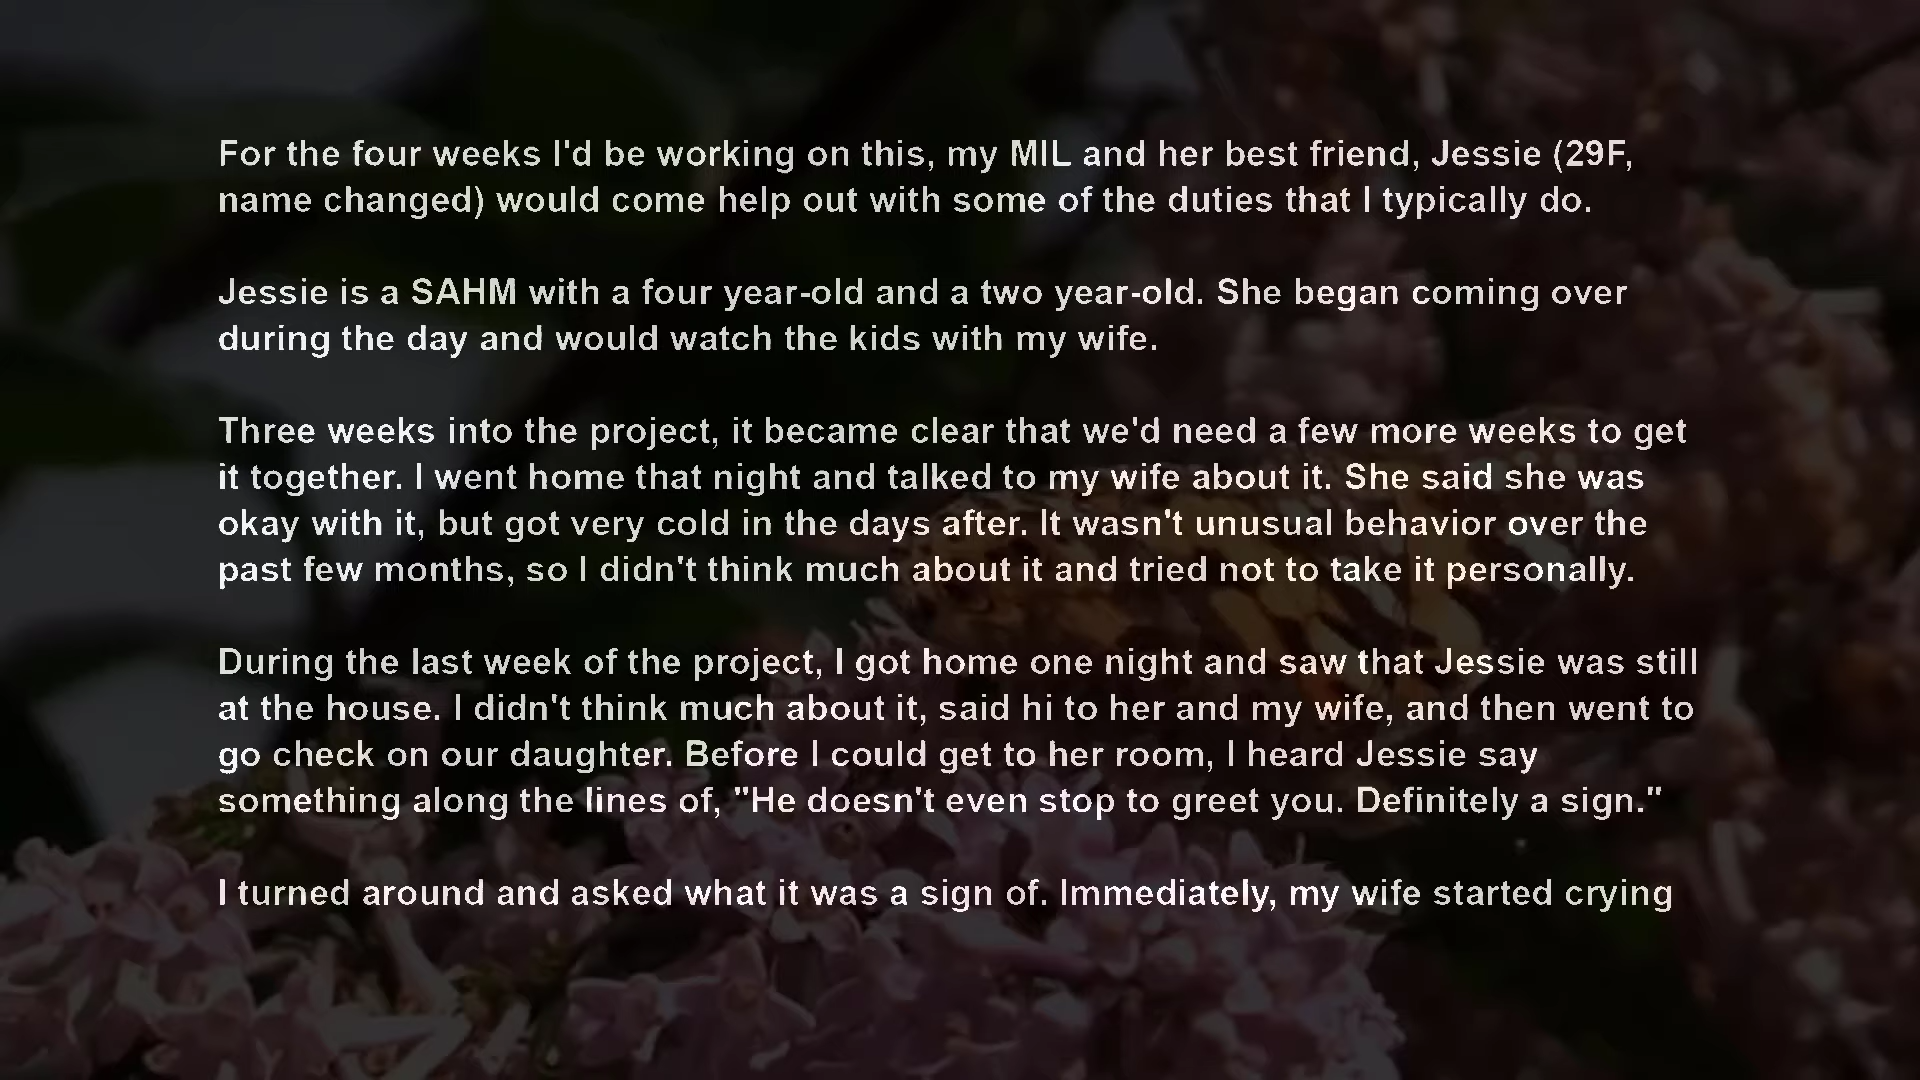 For the four weeks I'd be working on this, my MIL and her best friend, Jessie (29F,
name changed) would come help out with some of the duties that I typically do.
Jessie is a SAHM with a four year-old and a two year-old. She began coming over
during the day and would watch the kids with my wife.
Three weeks into the project, it became clear that we'd need a few more weeks to get
it together. I went home that night and talked to my wife about it. She said she was
okay with it, but got very cold in the days after. It wasn't unusual behavior over the
past few months, so I didn't think much about it and tried not to take it personally.
During the last week of the project, I got home one night and saw that Jessie was still
at the house. I didn't think much about it, said hi to her and my wife, and then went to
go check on our daughter. Before I could get to her room, I heard Jessie say
something along the lines of, "He doesn't even stop to greet you. Definitely a sign."
I turned around and asked what it was a sign of. Immediately, my wife started crying